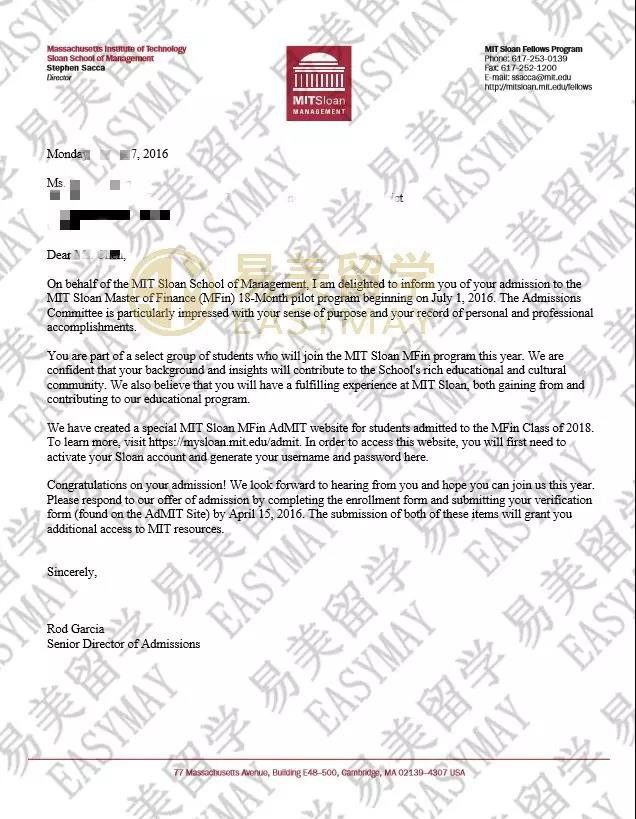 Massachusetts Institute of Technology
Sloan School of Management
Stephen Sacca
Director
MITSloan
MANAGEMENT
MIT Sloan Fellows Program
Phone: 617-253-0139
Fax: 617-252-1200
E-mail: ssacca@mit.edu
http://mitsloan.mit.edu/fellows
7, 2016
Ms.
Dear
易美留学
EASYMAY
On behalf of the MIT Sloan School of Management, I am delighted to inform you of your admission to the
MIT Sloan Master of Finance (MFin) 18-Month pilot program beginning on July 1, 2016. The Admissions
Committee is particularly impressed with your sense of purpose and your record of personal and professional
accomplishments.
You are part of a select group of students who will join the MIT Sloan MFin program this year. We are
confident that your background and insights will contribute to the School's rich educational and cultural
community. We also believe that you will have a fulfilling experience at MIT Sloan, both gaining from and
contributing to our educational program.
We have created a special MIT Sloan MFin AdMIT website for students admitted to the MFin Class of 2018.
To learn more, visit https://mysloan.mit.edu/admit. In order to access this website, you will first need to
activate your Sloan account and generate your username and password here.
Congratulations on your admission! We look forward to hearing from you and hope you can join us this year.
Please respond to our offer of admission by completing the enrollment form and submitting your verification
form (found on the AdMIT Site) by April 15, 2016. The submission of both of these items will grant you
additional access to MIT resources.
Sincerely,
Rod Garcia
Senior Director of Admissions
77 Massachusetts Avenue, Building E48-500, Cambridge, MA 02139-4307 USA